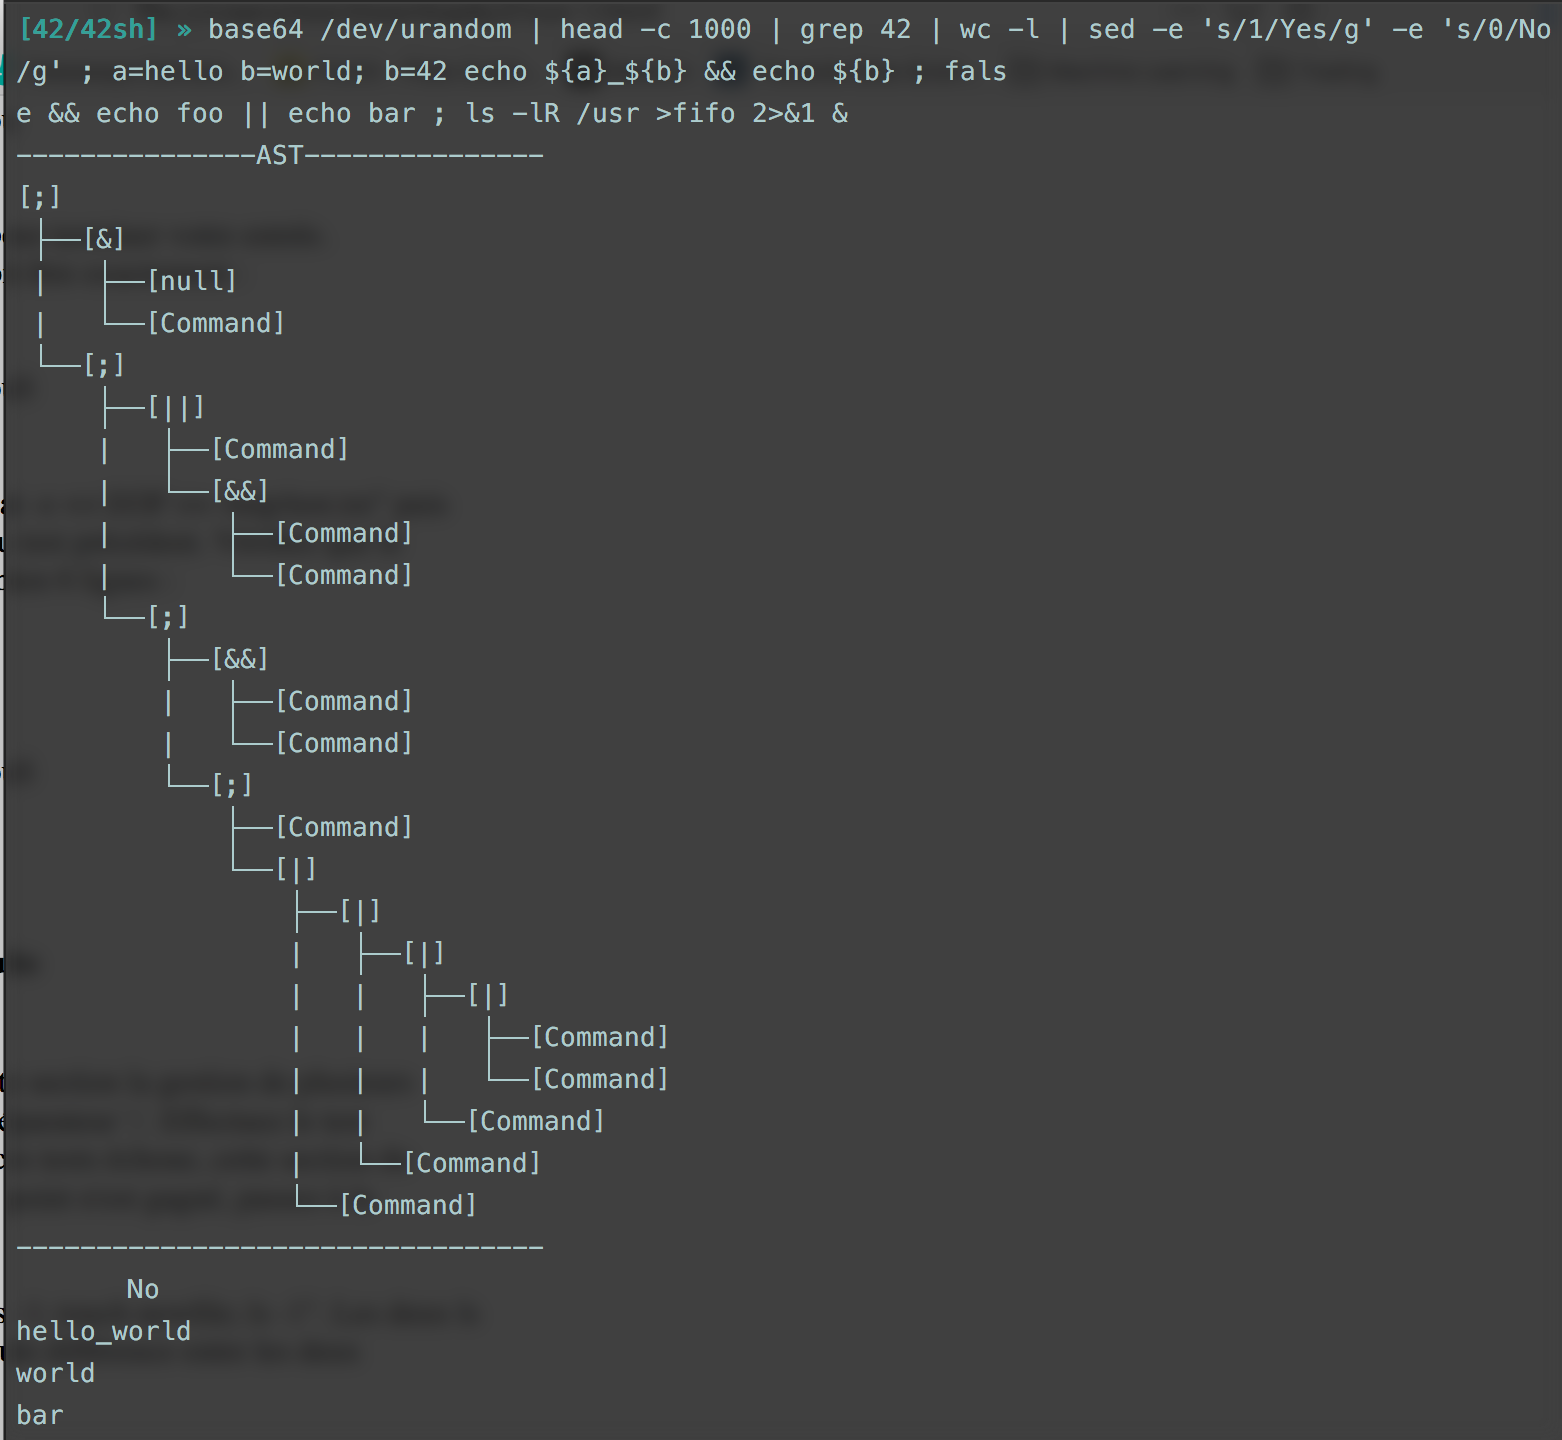 [42/42sh] » base64 /dev/urandom | head -c 1000 | grep 42 | wc -l | sed -e 's/1/Yes/g' -e 's/0/No
/g' ; a=hello b=world; b=42 echo ${a}_${b} && echo ${b} ; fals
e && echo foo || echo bar ; ls -lR /usr >fifo 2>&1 &
---------------AST---------------
[;]
├──[&]
|   ├──[null]
|   └──[Command]
└──[;]
    ├──[||]
    |   ├──[Command]
    |   └──[&&]
    |       ├──[Command]
    |       └──[Command]
    └──[;]
        ├──[&&]
        |   ├──[Command]
        |   └──[Command]
        └──[;]
            ├──[Command]
            └──[|]
                ├──[|]
                |   ├──[|]
                |   |   ├──[|]
                |   |   |   ├──[Command]
                |   |   |   └──[Command]
                |   |   └──[Command]
                |   └──[Command]
                └──[Command]
---------------------------------
       No
hello_world
world
bar